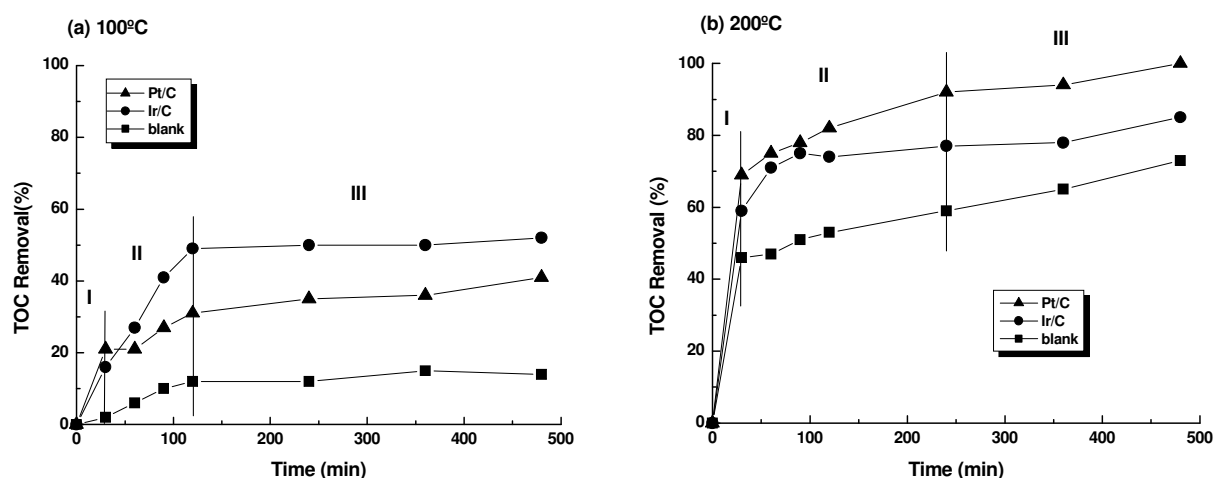 (a) 100ºC
TOC Removal(%)
100
80
60
40
20
0
Pt/C
Ir/C
blank
I
II
III
0
100
200
300
400
500
Time (min)
(b) 200ºC
TOC Removal (%)
100
80
60
40
20
0
I
II
III
Pt/C
Ir/C
blank
0
100
200
300
400
500
Time (min)